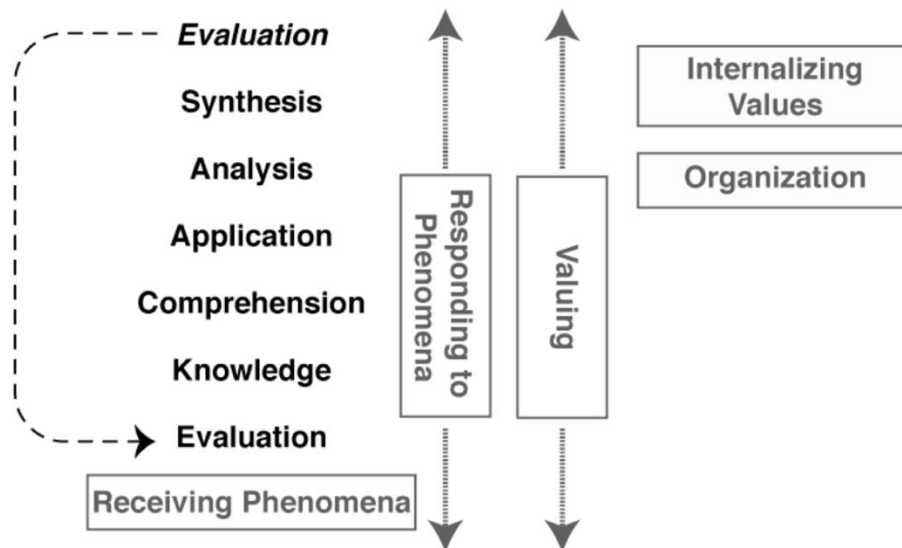 Evaluation
Synthesis
Analysis
Application
Comprehension
Knowledge
Evaluation
Receiving Phenomena
Responding to
Phenomena
Valuing
Internalizing
Values
Organization